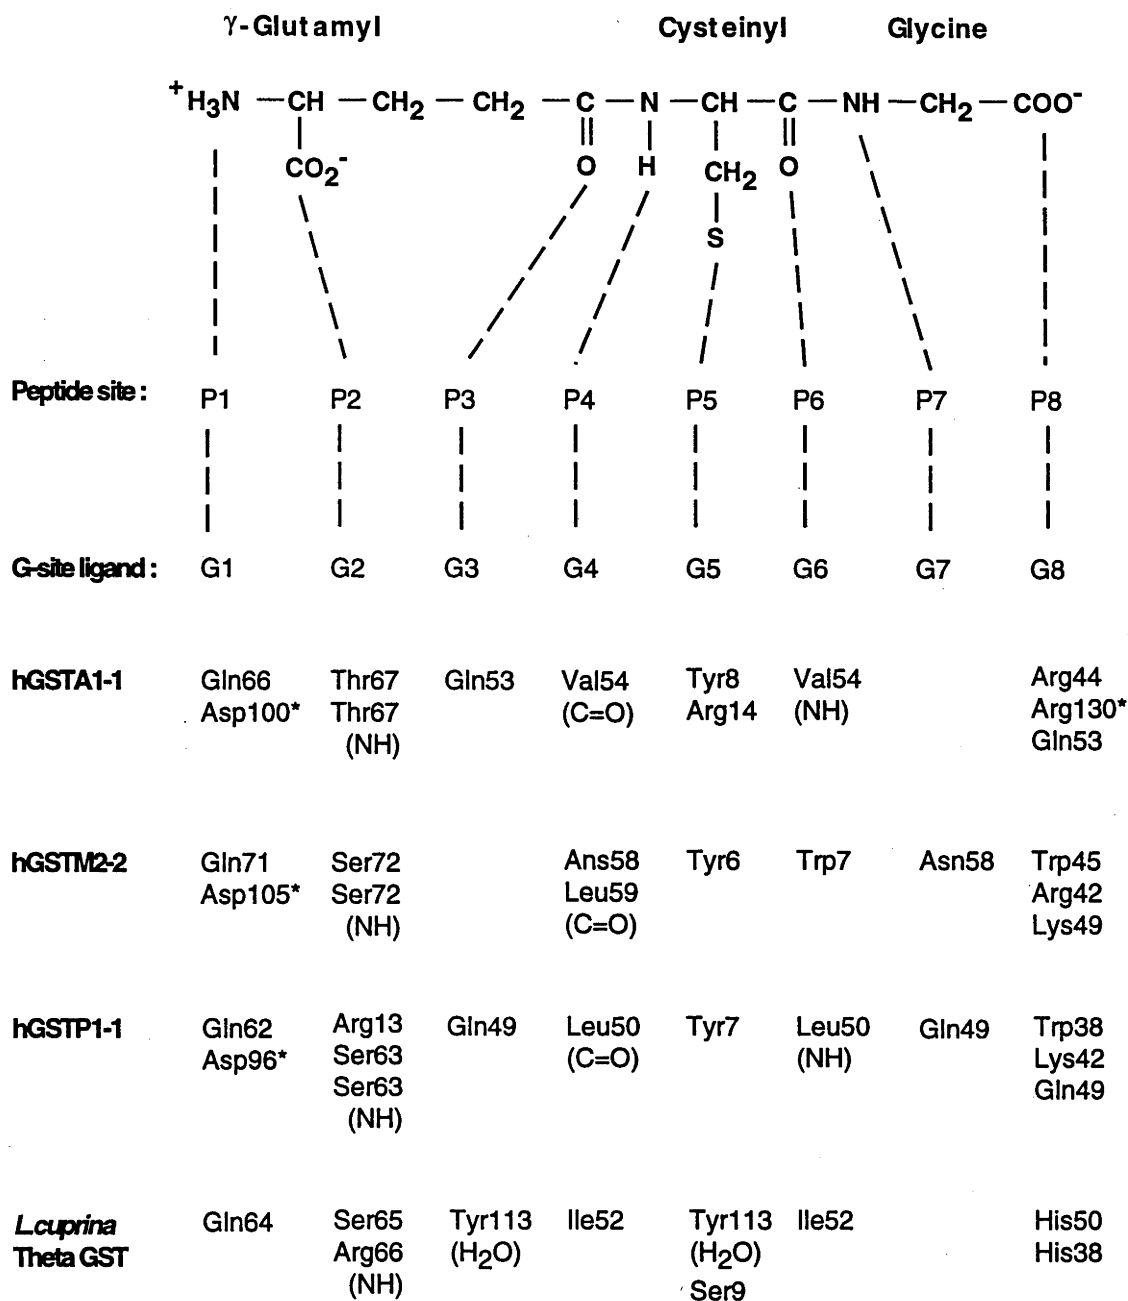 γ-Glutamyl Cysteinyl Glycine
+H3N — CH — CH2 — CH2 — C — N — CH — C — NH — CH2 — COO-
CO2- O H CH2 O
S
Peptide site : P1 P2 P3 P4 P5 P6 P7 P8
G-site ligand : G1 G2 G3 G4 G5 G6 G7 G8
hGSTA1-1 Gln66 Thr67 Gln53 Val54 Tyr8 Val54 Arg44
Asp100* Thr67 (C=O) Arg14 (NH) Arg130*
(NH) Gln53
hGSTM2-2 Gln71 Ser72 Ans58 Tyr6 Trp7 Asn58 Trp45
Asp105* Ser72 Leu59 Arg42
(NH) (C=O) Lys49
hGSTP1-1 Gln62 Arg13 Gln49 Leu50 Tyr7 Leu50 Gln49 Trp38
Asp96* Ser63 (C=O) (NH) Lys42
Ser63 Gln49
(NH)
L.cuprina Gln64 Ser65 Tyr113 Ile52 Tyr113 Ile52 His50
Theta GST Arg66 (H2O) (H2O) His38
(NH) Ser9